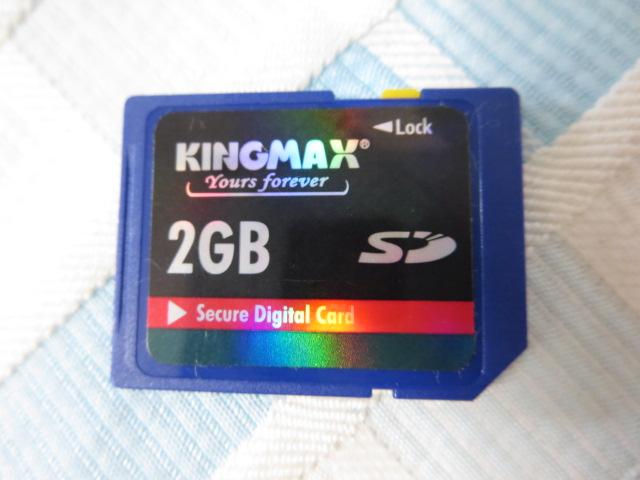 ◄Lock
KINGMAX®
Yours forever
2GB
SD
Secure Digital Card